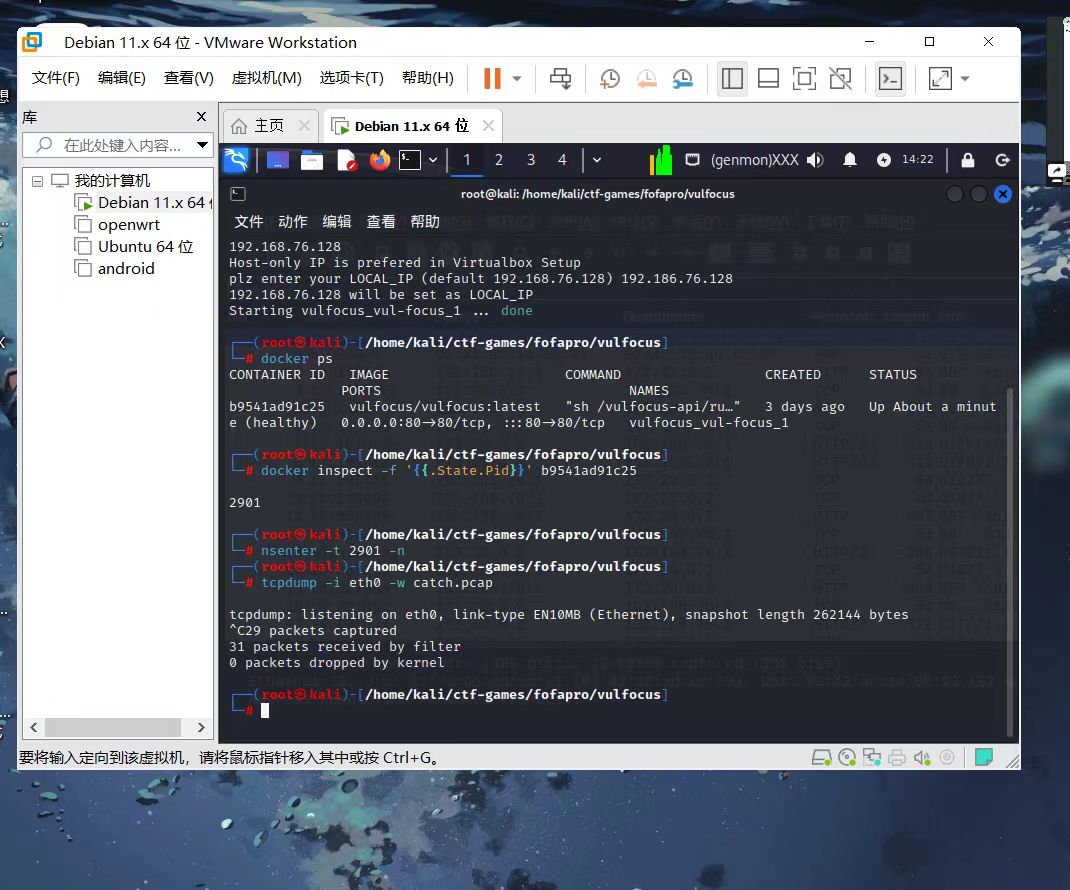 Debian 11.x 64 位 - VMware Workstation
文件(F) 编辑(E) 查看(V) 虚拟机(M) 选项卡(T) 帮助(H)
库
主页 Debian 11.x 64 位
在此处键入内容...
1 2 3 4 (genmon)XXX 14:22
我的计算机
Debian 11.x 64
openwrt
Ubuntu 64 位
android
root@kali: /home/kali/ctf-games/fofapro/vulfocus
文件 动作 编辑 查看 帮助
192.168.76.128
Host-only IP is prefered in Virtualbox Setup
plz enter your LOCAL_IP (default 192.168.76.128) 192.186.76.128
192.168.76.128 will be set as LOCAL_IP
Starting vulfocus_vul-focus_1 ... done
┌──(root㉿kali)-[/home/kali/ctf-games/fofapro/vulfocus]
└─# docker ps
CONTAINER ID IMAGE COMMAND CREATED STATUS
PORTS NAMES
b9541ad91c25 vulfocus/vulfocus:latest "sh /vulfocus-api/ru…" 3 days ago Up About a minut
e (healthy) 0.0.0.0:80→80/tcp, :::80→80/tcp vulfocus_vul-focus_1
┌──(root㉿kali)-[/home/kali/ctf-games/fofapro/vulfocus]
└─# docker inspect -f '{{.State.Pid}}' b9541ad91c25
2901
┌──(root㉿kali)-[/home/kali/ctf-games/fofapro/vulfocus]
└─# nsenter -t 2901 -n
┌──(root㉿kali)-[/home/kali/ctf-games/fofapro/vulfocus]
└─# tcpdump -i eth0 -w catch.pcap
tcpdump: listening on eth0, link-type EN10MB (Ethernet), snapshot length 262144 bytes
^C29 packets captured
31 packets received by filter
0 packets dropped by kernel
┌──(root㉿kali)-[/home/kali/ctf-games/fofapro/vulfocus]
└─#
要将输入定向到该虚拟机，请将鼠标指针移入其中或按 Ctrl+G。